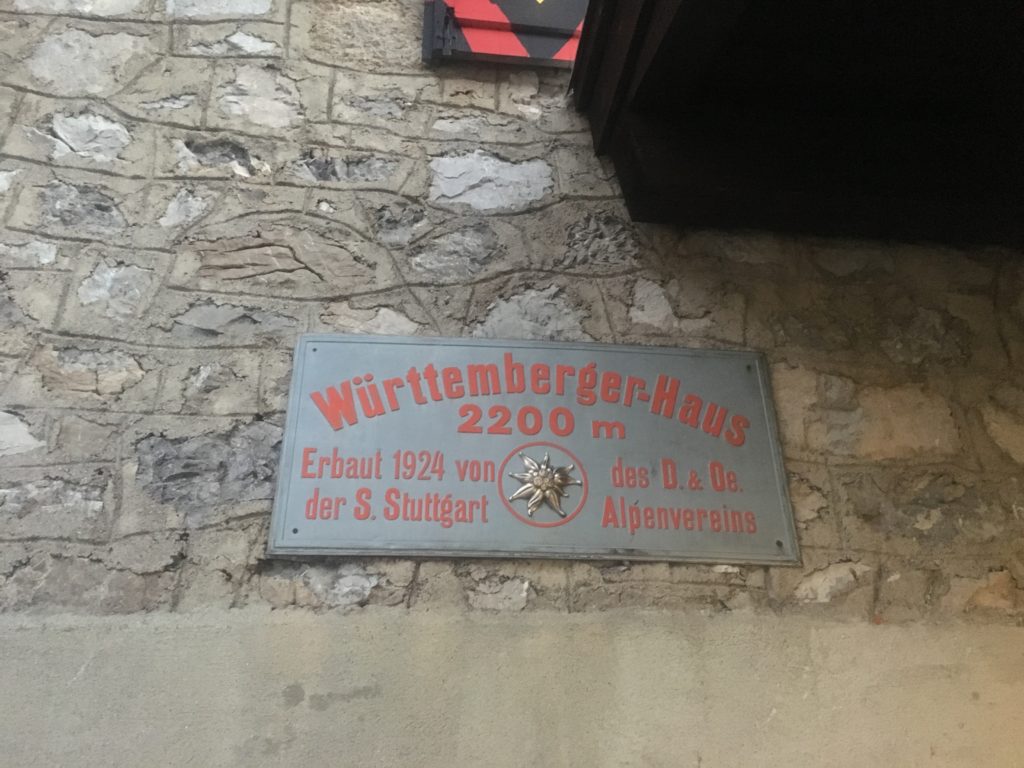 Württemberger-Haus
2200 m
Erbaut 1924 von des D. & Oe.
der S. Stuttgart Alpenvereins